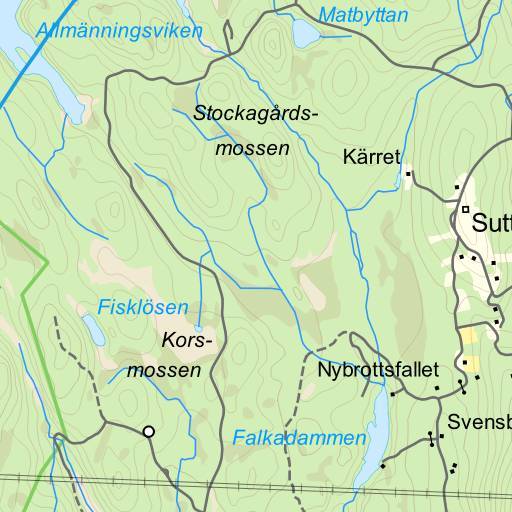 Matbyttan
Allmänningsviken
Stockagårds-
mossen
Kärret
Sutt
Fisklösen
Kors-
mossen
Nybrottsfallet
Svensb
Falkadammen